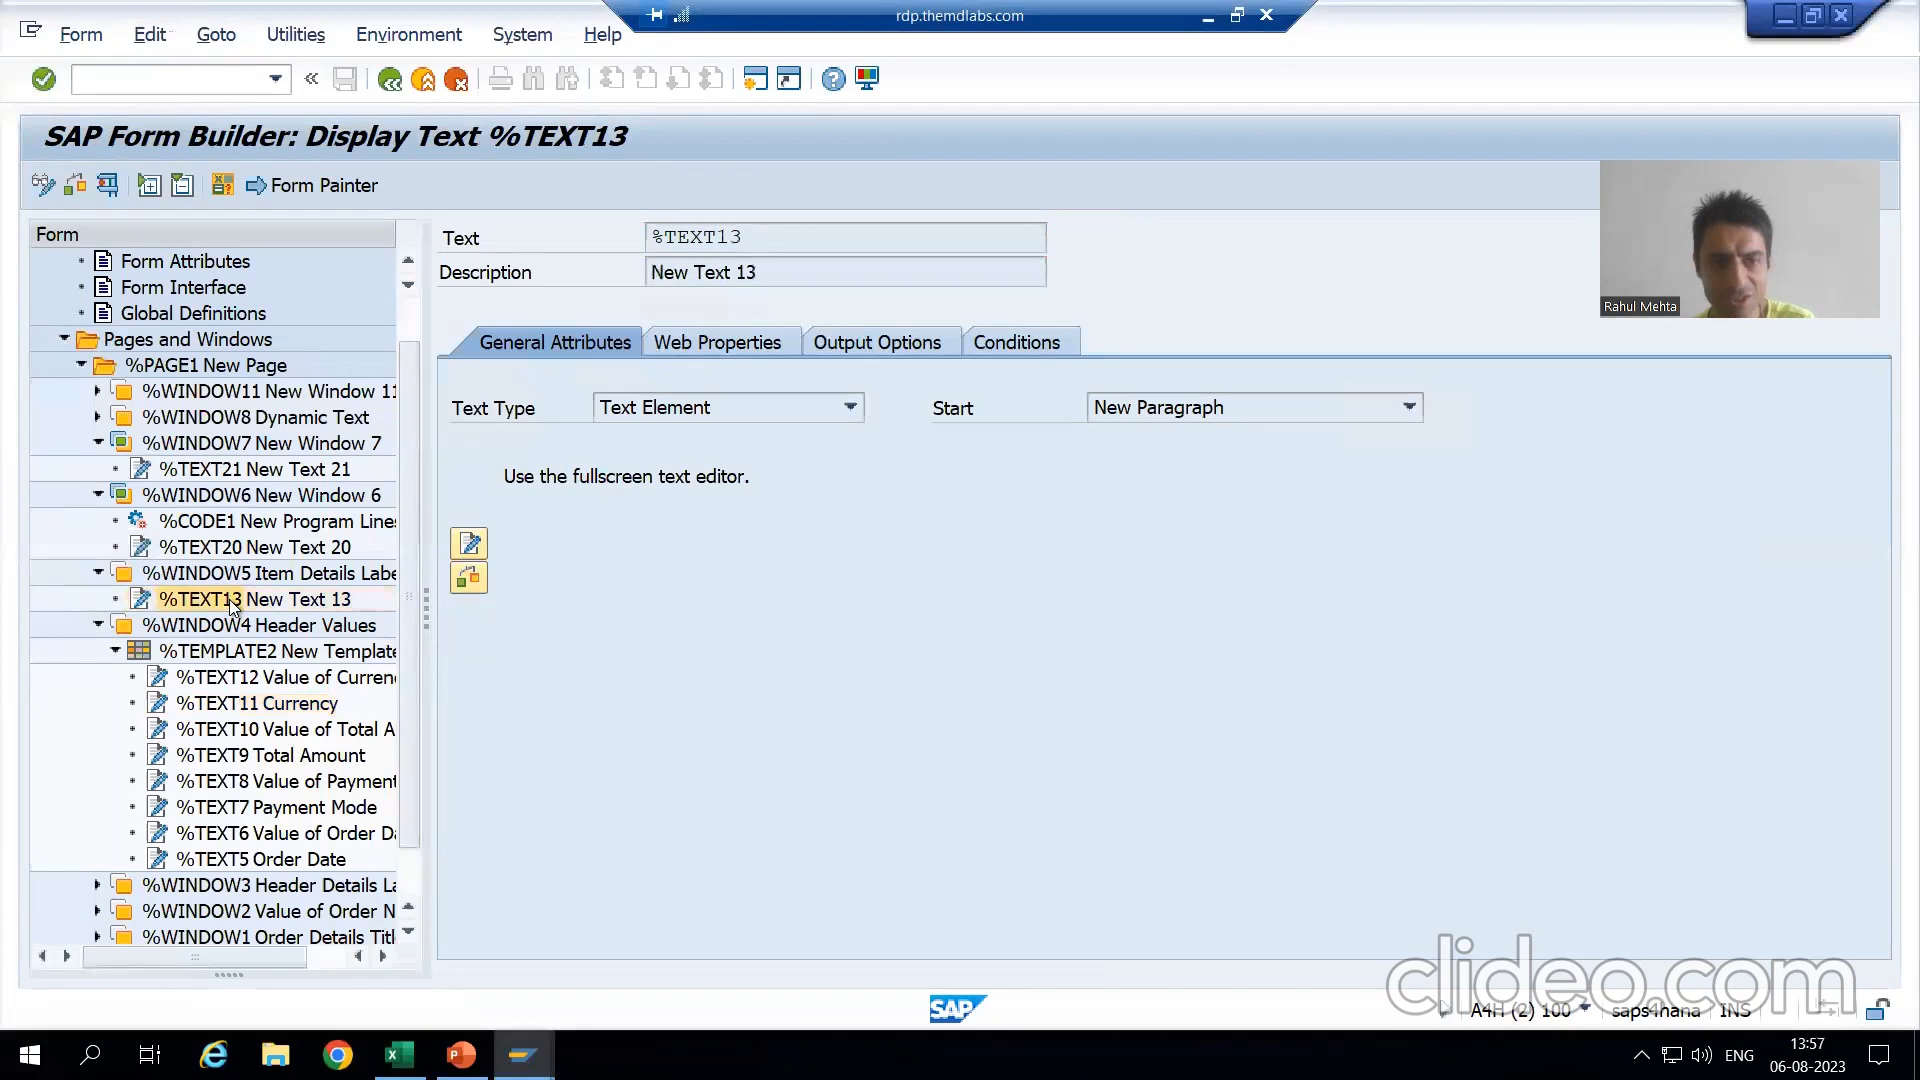 rdp.themdlabs.com
Form Edit Goto Utilities Environment System Help
SAP Form Builder: Display Text %TEXT13
Form Painter
Form
Form Attributes
Form Interface
Global Definitions
Pages and Windows
%PAGE1 New Page
%WINDOW11 New Window 11
%WINDOW8 Dynamic Text
%WINDOW7 New Window 7
%TEXT21 New Text 21
%WINDOW6 New Window 6
%CODE1 New Program Lines
%TEXT20 New Text 20
%WINDOW5 Item Details Labe
%TEXT13 New Text 13
%WINDOW4 Header Values
%TEMPLATE2 New Template
%TEXT12 Value of Curren
%TEXT11 Currency
%TEXT10 Value of Total A
%TEXT9 Total Amount
%TEXT8 Value of Payment
%TEXT7 Payment Mode
%TEXT6 Value of Order Da
%TEXT5 Order Date
%WINDOW3 Header Details La
%WINDOW2 Value of Order N
%WINDOW1 Order Details Titl
Text %TEXT13
Description New Text 13
General Attributes Web Properties Output Options Conditions
Text Type Text Element Start New Paragraph
Use the fullscreen text editor.
Rahul Mehta
clideo.com
SAP
A4H (2) 100 saps4hana INS
ENG
13:57
06-08-2023